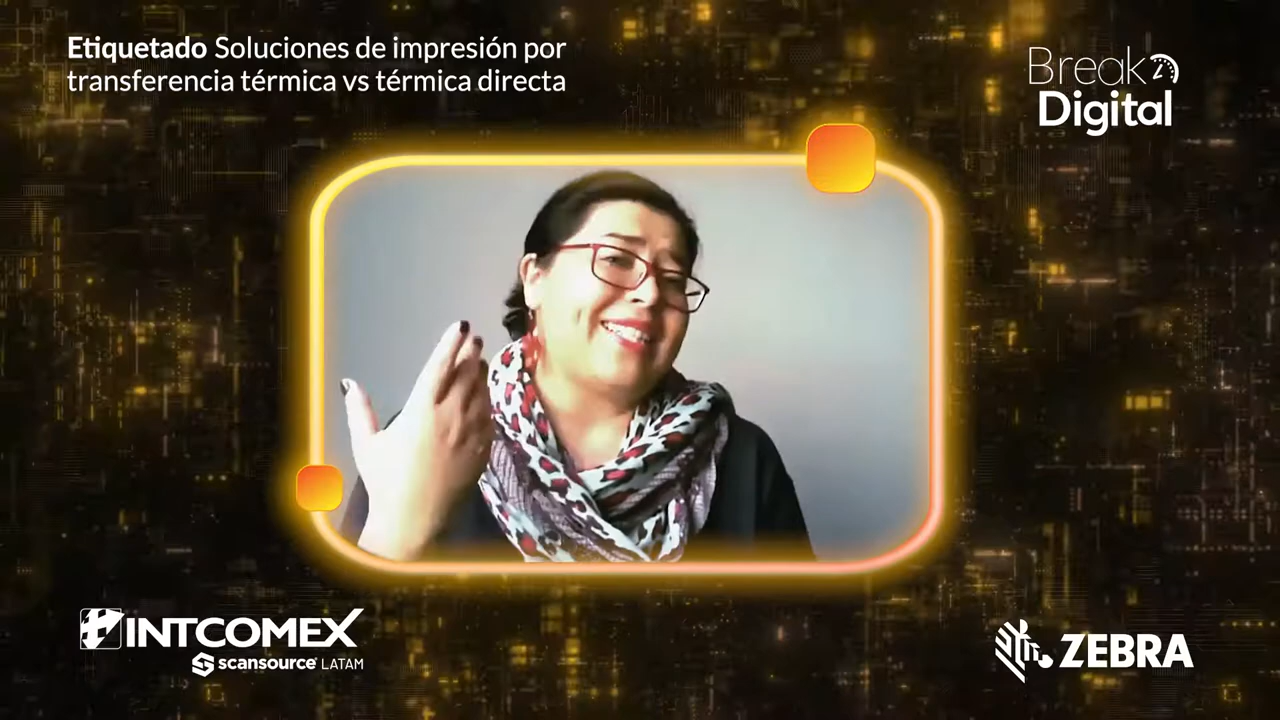 Etiquetado Soluciones de impresión por
transferencia térmica vs térmica directa
Break
Digital
INTCOMEX
scansource LATAM
ZEBRA